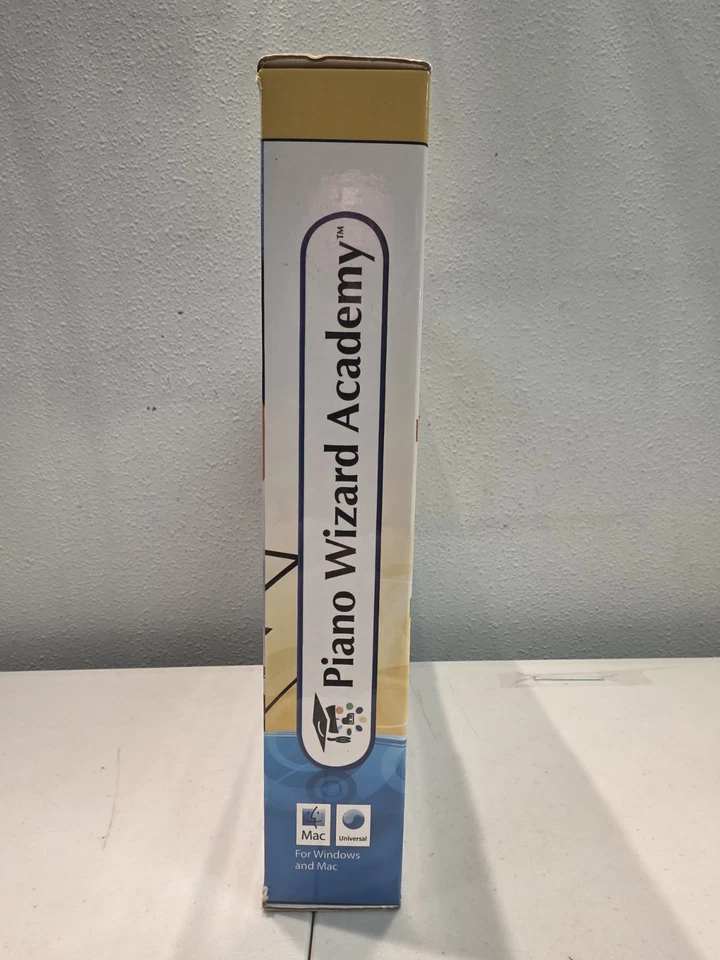 Piano Wizard Academy™
Mac
Universal
For Windows
and Mac